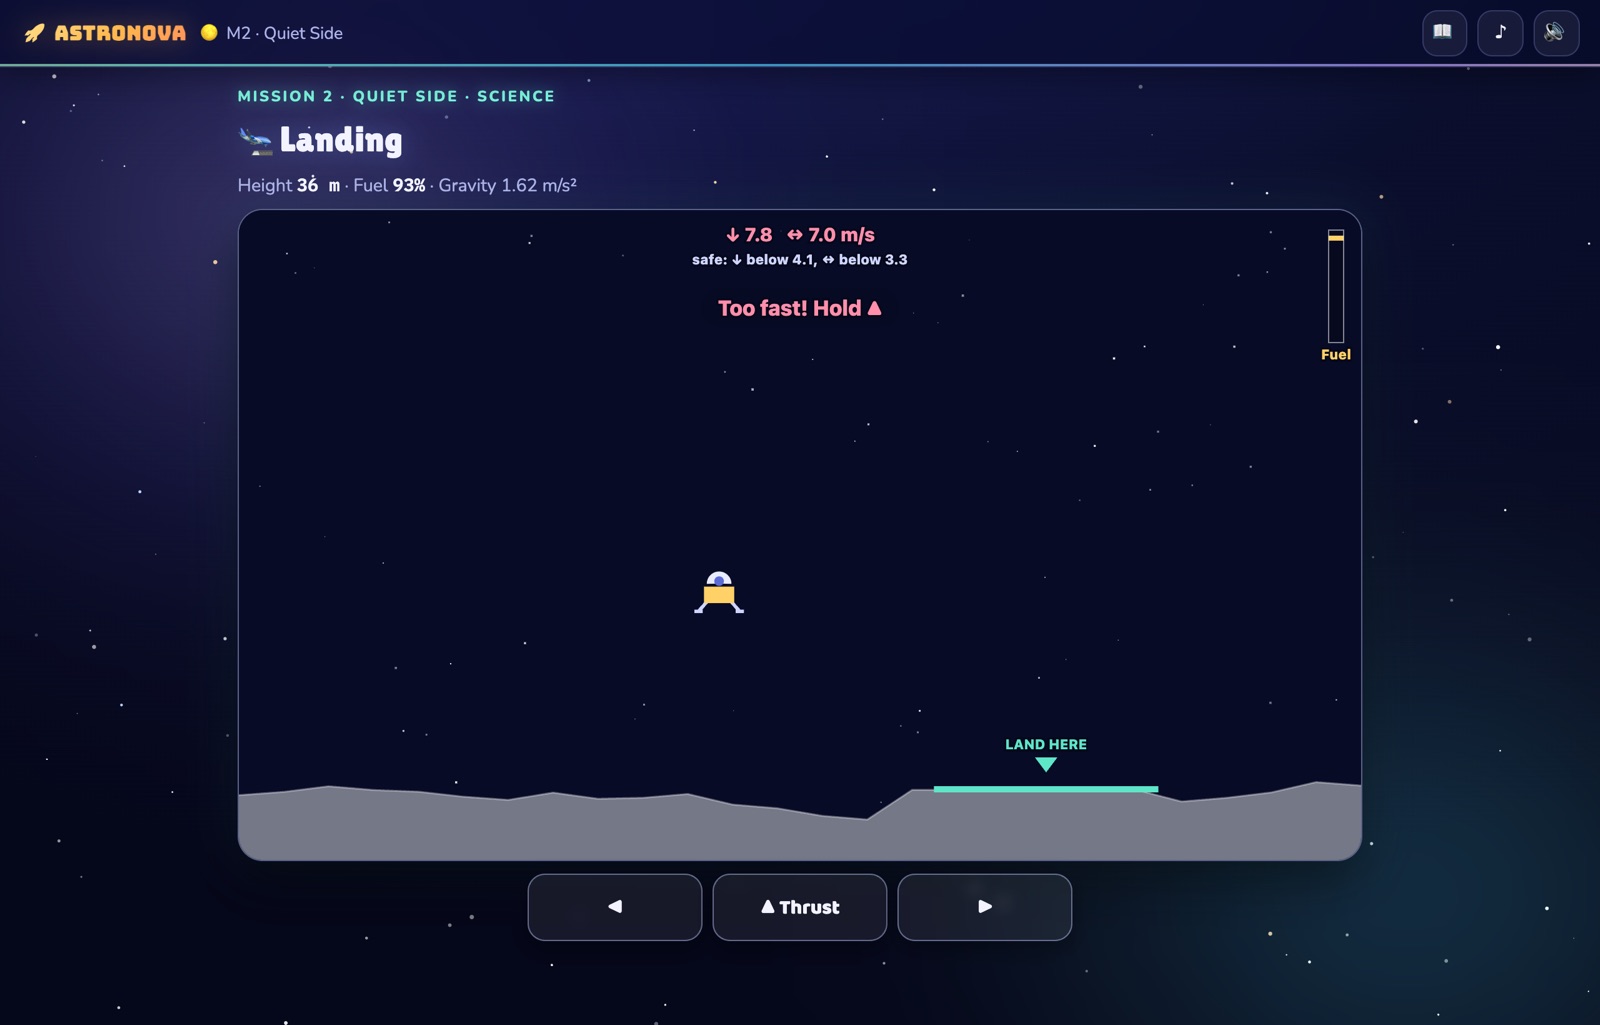 ASTRONOVA M2 · Quiet Side
MISSION 2 · QUIET SIDE · SCIENCE
Landing
Height 36 m · Fuel 93% · Gravity 1.62 m/s²
↓ 7.8 ↔ 7.0 m/s
safe: ↓ below 4.1, ↔ below 3.3
Too fast! Hold ▲
Fuel
LAND HERE
◀ ▲ Thrust ▶